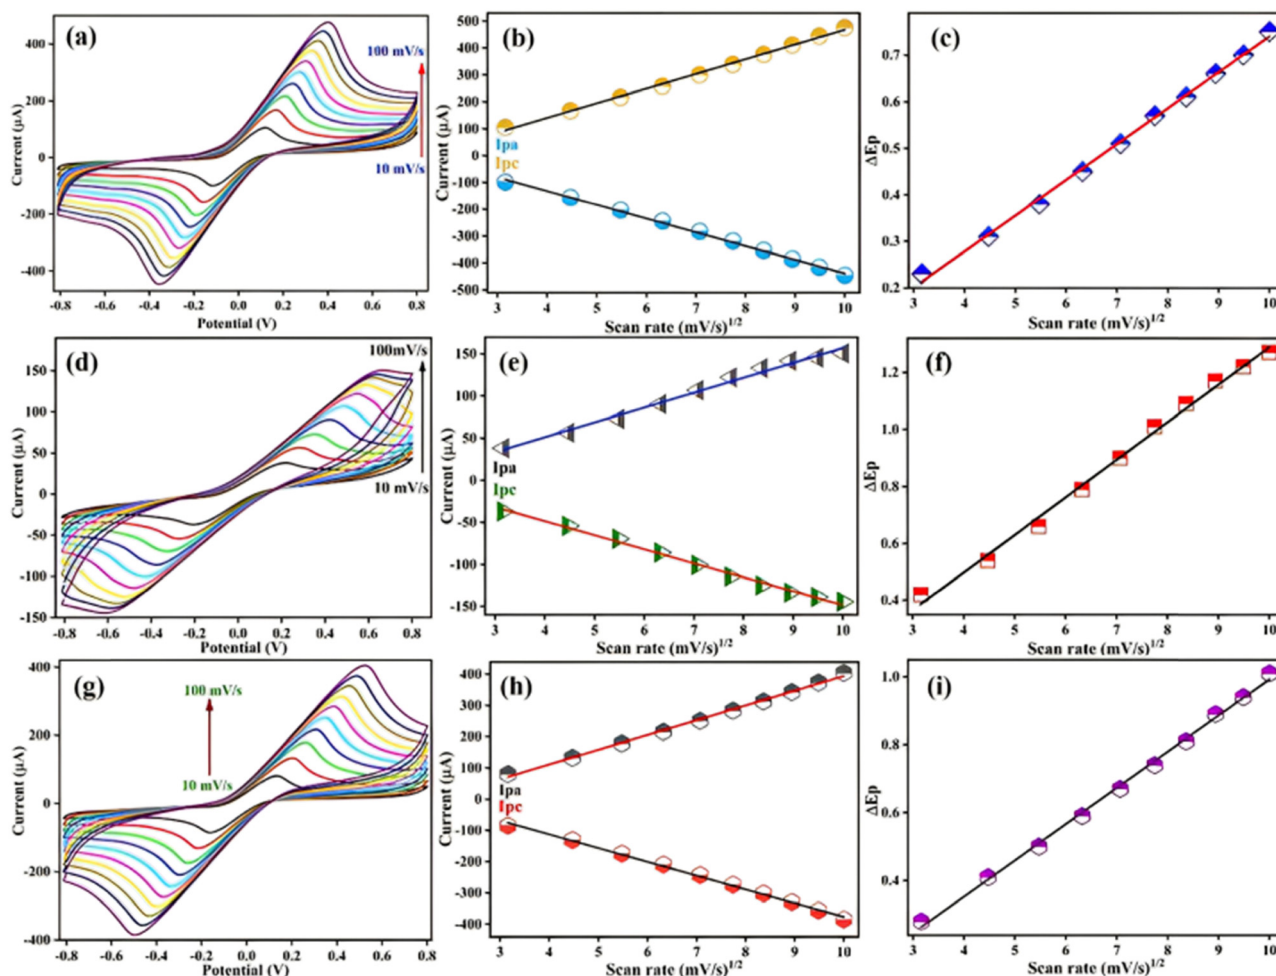 (a)
400
200
0
-200
-400
Current (µA)
100 mV/s
10 mV/s
-0.8 -0.6 -0.4 -0.2 0.0 0.2 0.4 0.6 0.8
Potential (V)
(b)
500
400
300
200
100
0
-100
-200
-300
-400
-500
Current (µA)
Ipa
Ipc
3 4 5 6 7 8 9 10
Scan rate (mV/s)1/2
(c)
0.7
0.6
0.5
0.4
0.3
0.2
ΔEp
3 4 5 6 7 8 9 10
Scan rate (mV/s)1/2
(d)
150
100
50
0
-50
-100
-150
Current (µA)
100mV/s
10 mV/s
-0.8 -0.6 -0.4 -0.2 0.0 0.2 0.4 0.6 0.8
Potential (V)
(e)
150
100
50
0
-50
-100
-150
Current (µA)
Ipa
Ipc
3 4 5 6 7 8 9 10
Scan rate (mV/s)1/2
(f)
1.2
1.0
0.8
0.6
0.4
ΔEp
3 4 5 6 7 8 9 10
Scan rate (mV/s)1/2
(g)
400
200
0
-200
-400
Current (µA)
100 mV/s
10 mV/s
-0.8 -0.6 -0.4 -0.2 0.0 0.2 0.4 0.6 0.8
Potential (V)
(h)
400
300
200
100
0
-100
-200
-300
-400
Current (µA)
Ipa
Ipc
3 4 5 6 7 8 9 10
Scan rate (mV/s)1/2
(i)
1.0
0.8
0.6
0.4
ΔEp
3 4 5 6 7 8 9 10
Scan rate (mV/s)1/2